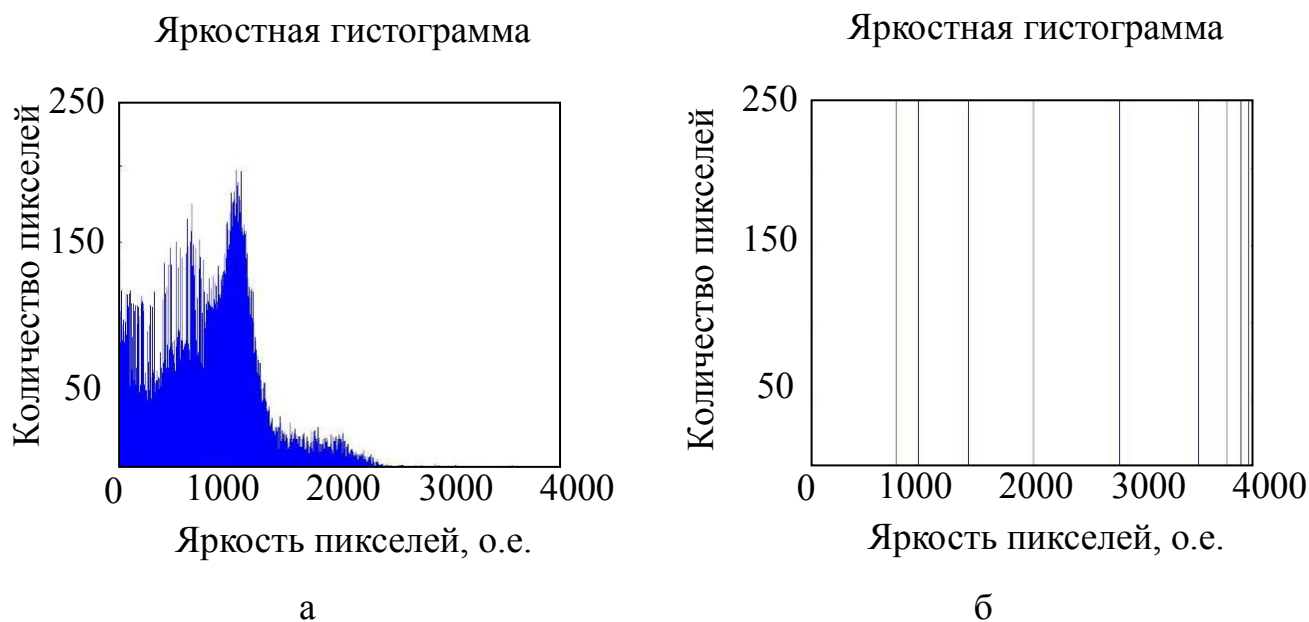 Яркостная гистограмма
250
150
50
Количество пикселей
0 1000 2000 3000 4000
Яркость пикселей, о.е.
а
Яркостная гистограмма
250
150
50
Количество пикселей
0 1000 2000 3000 4000
Яркость пикселей, о.е.
б